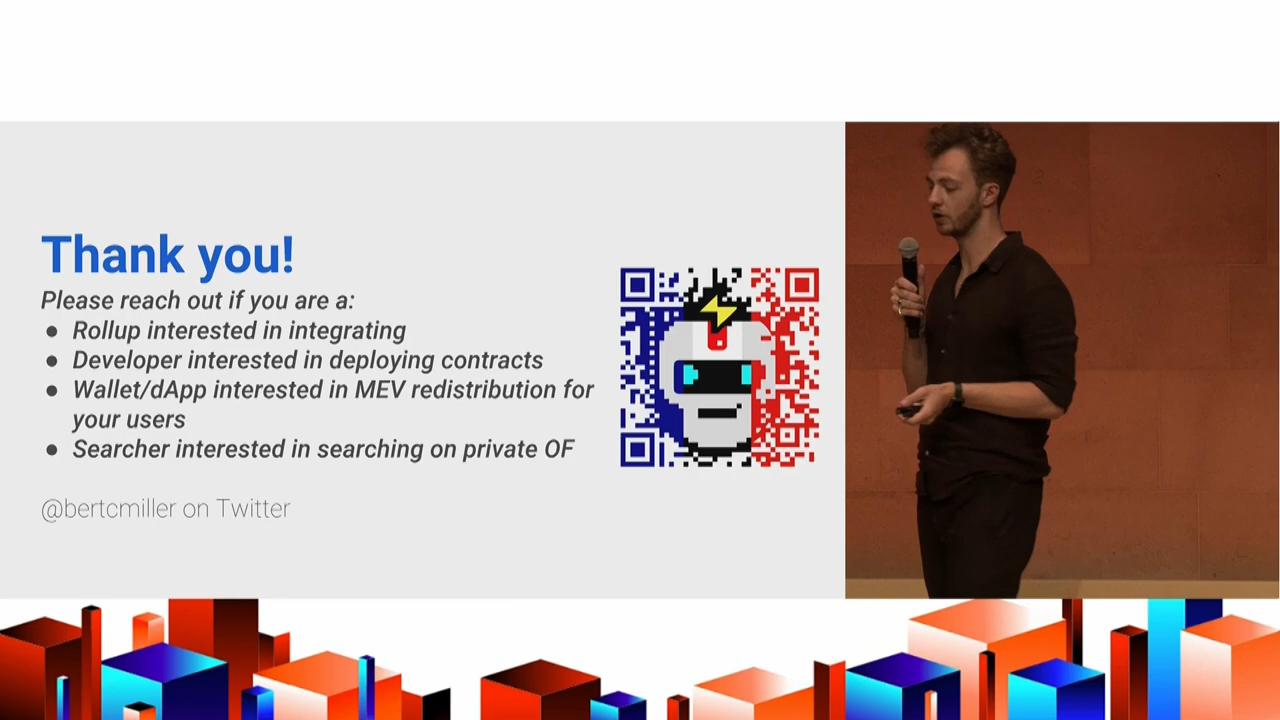 Thank you!
Please reach out if you are a:
● Rollup interested in integrating
● Developer interested in deploying contracts
● Wallet/dApp interested in MEV redistribution for
your users
● Searcher interested in searching on private OF
@bertcmiller on Twitter